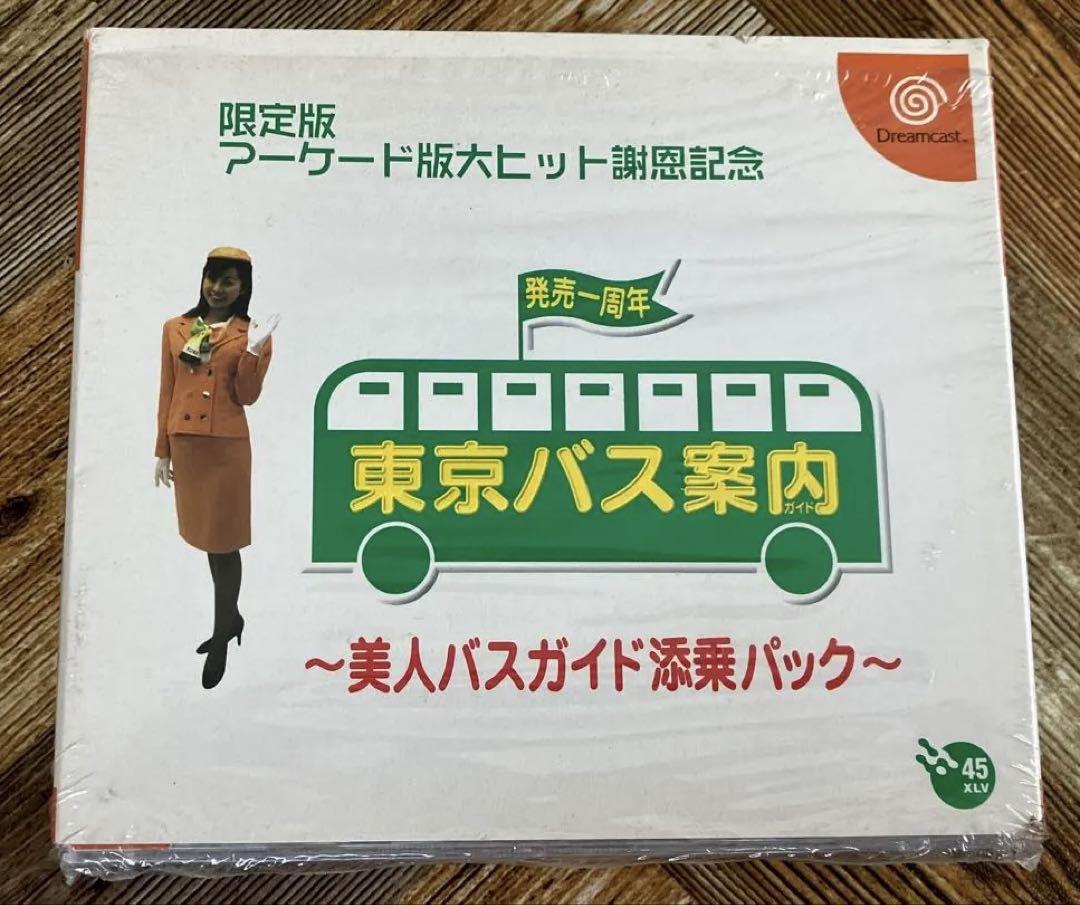 限定版
アーケード版大ヒット謝恩記念
Dreamcast™
発売一周年
東京バス案内
ガイド
～美人バスガイド添乗パック～
45
XLV